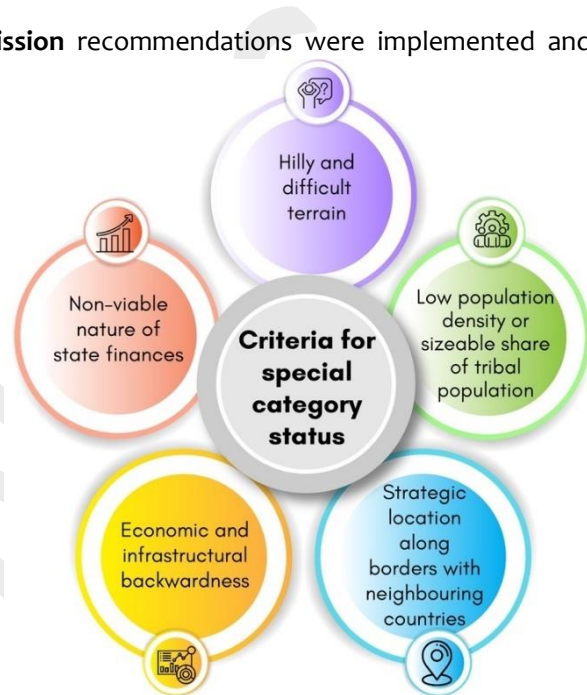 ission recommendations were implemented and
Hilly and
difficult
terrain
Non-viable
nature of
state finances
Low population
density or
sizeable share
of tribal
population
Criteria for
special
category
status
Economic and
infrastructural
backwardness
Strategic
location
along
borders with
neighbouring
countries